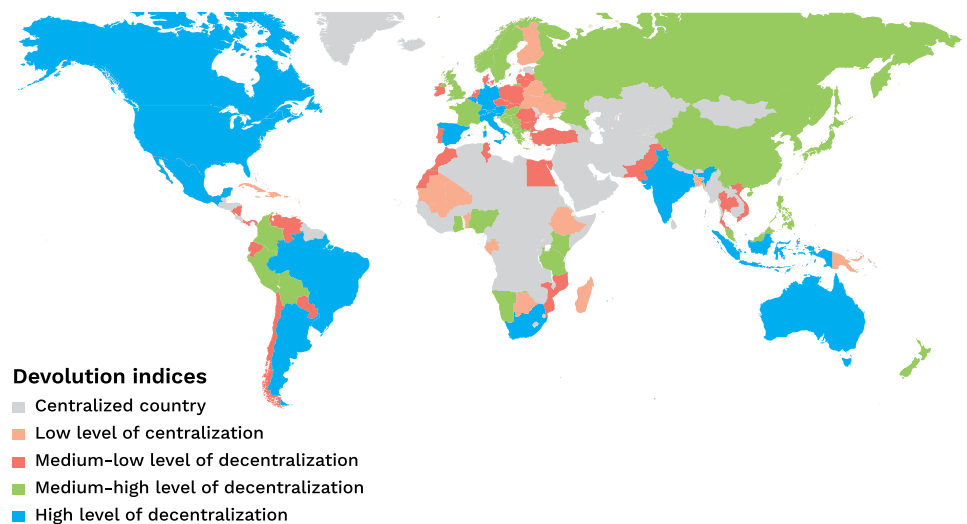 Devolution indices
Centralized country
Low level of centralization
Medium-low level of decentralization
Medium-high level of decentralization
High level of decentralization